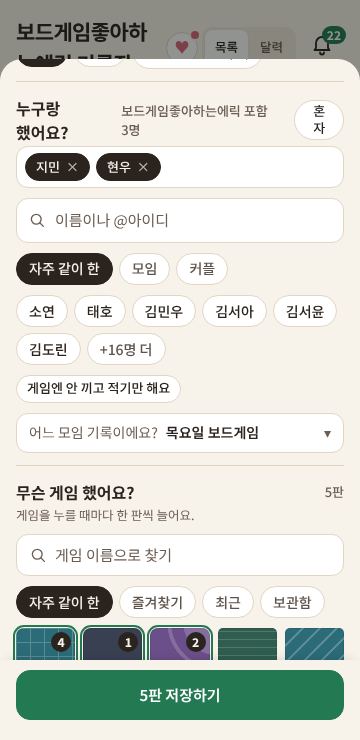 보드게임좋아하
목록 달력
22
누구랑
했어요?
보드게임좋아하는에릭 포함
3명
혼
자
지민 × 현우 ×
이름이나 @아이디
자주 같이 한 모임 커플
소연 태호 김민우 김서아 김서윤
김도린 +16명 더
게임엔 안 끼고 적기만 해요
어느 모임 기록이에요? 목요일 보드게임 ▾
무슨 게임 했어요? 5판
게임을 누를 때마다 한 판씩 늘어요.
게임 이름으로 찾기
자주 같이 한 즐겨찾기 최근 보관함
4 1 2
5판 저장하기